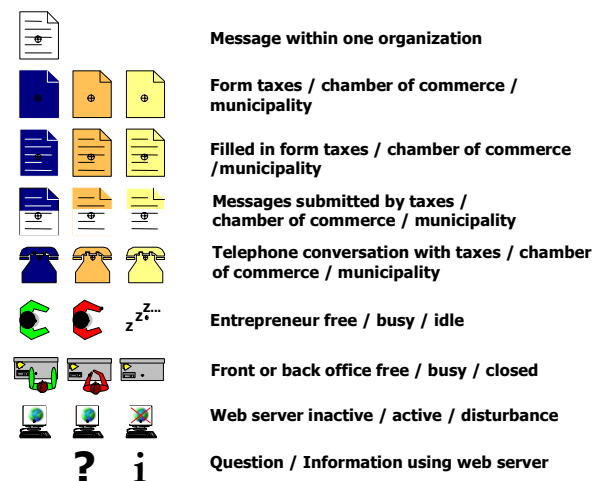 Message within one organization
Form taxes / chamber of commerce /
municipality
Filled in form taxes / chamber of commerce
/municipality
Messages submitted by taxes /
chamber of commerce / municipality
Telephone conversation with taxes / chamber
of commerce / municipality
z z z...
Entrepreneur free / busy / idle
Front or back office free / busy / closed
Web server inactive / active / disturbance
? i
Question / Information using web server